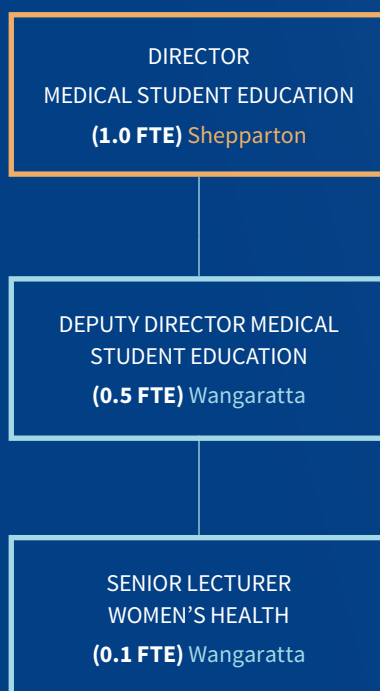 DIRECTOR
MEDICAL STUDENT EDUCATION
(1.0 FTE) Shepparton
DEPUTY DIRECTOR MEDICAL
STUDENT EDUCATION
(0.5 FTE) Wangaratta
SENIOR LECTURER
WOMEN’S HEALTH
(0.1 FTE) Wangaratta